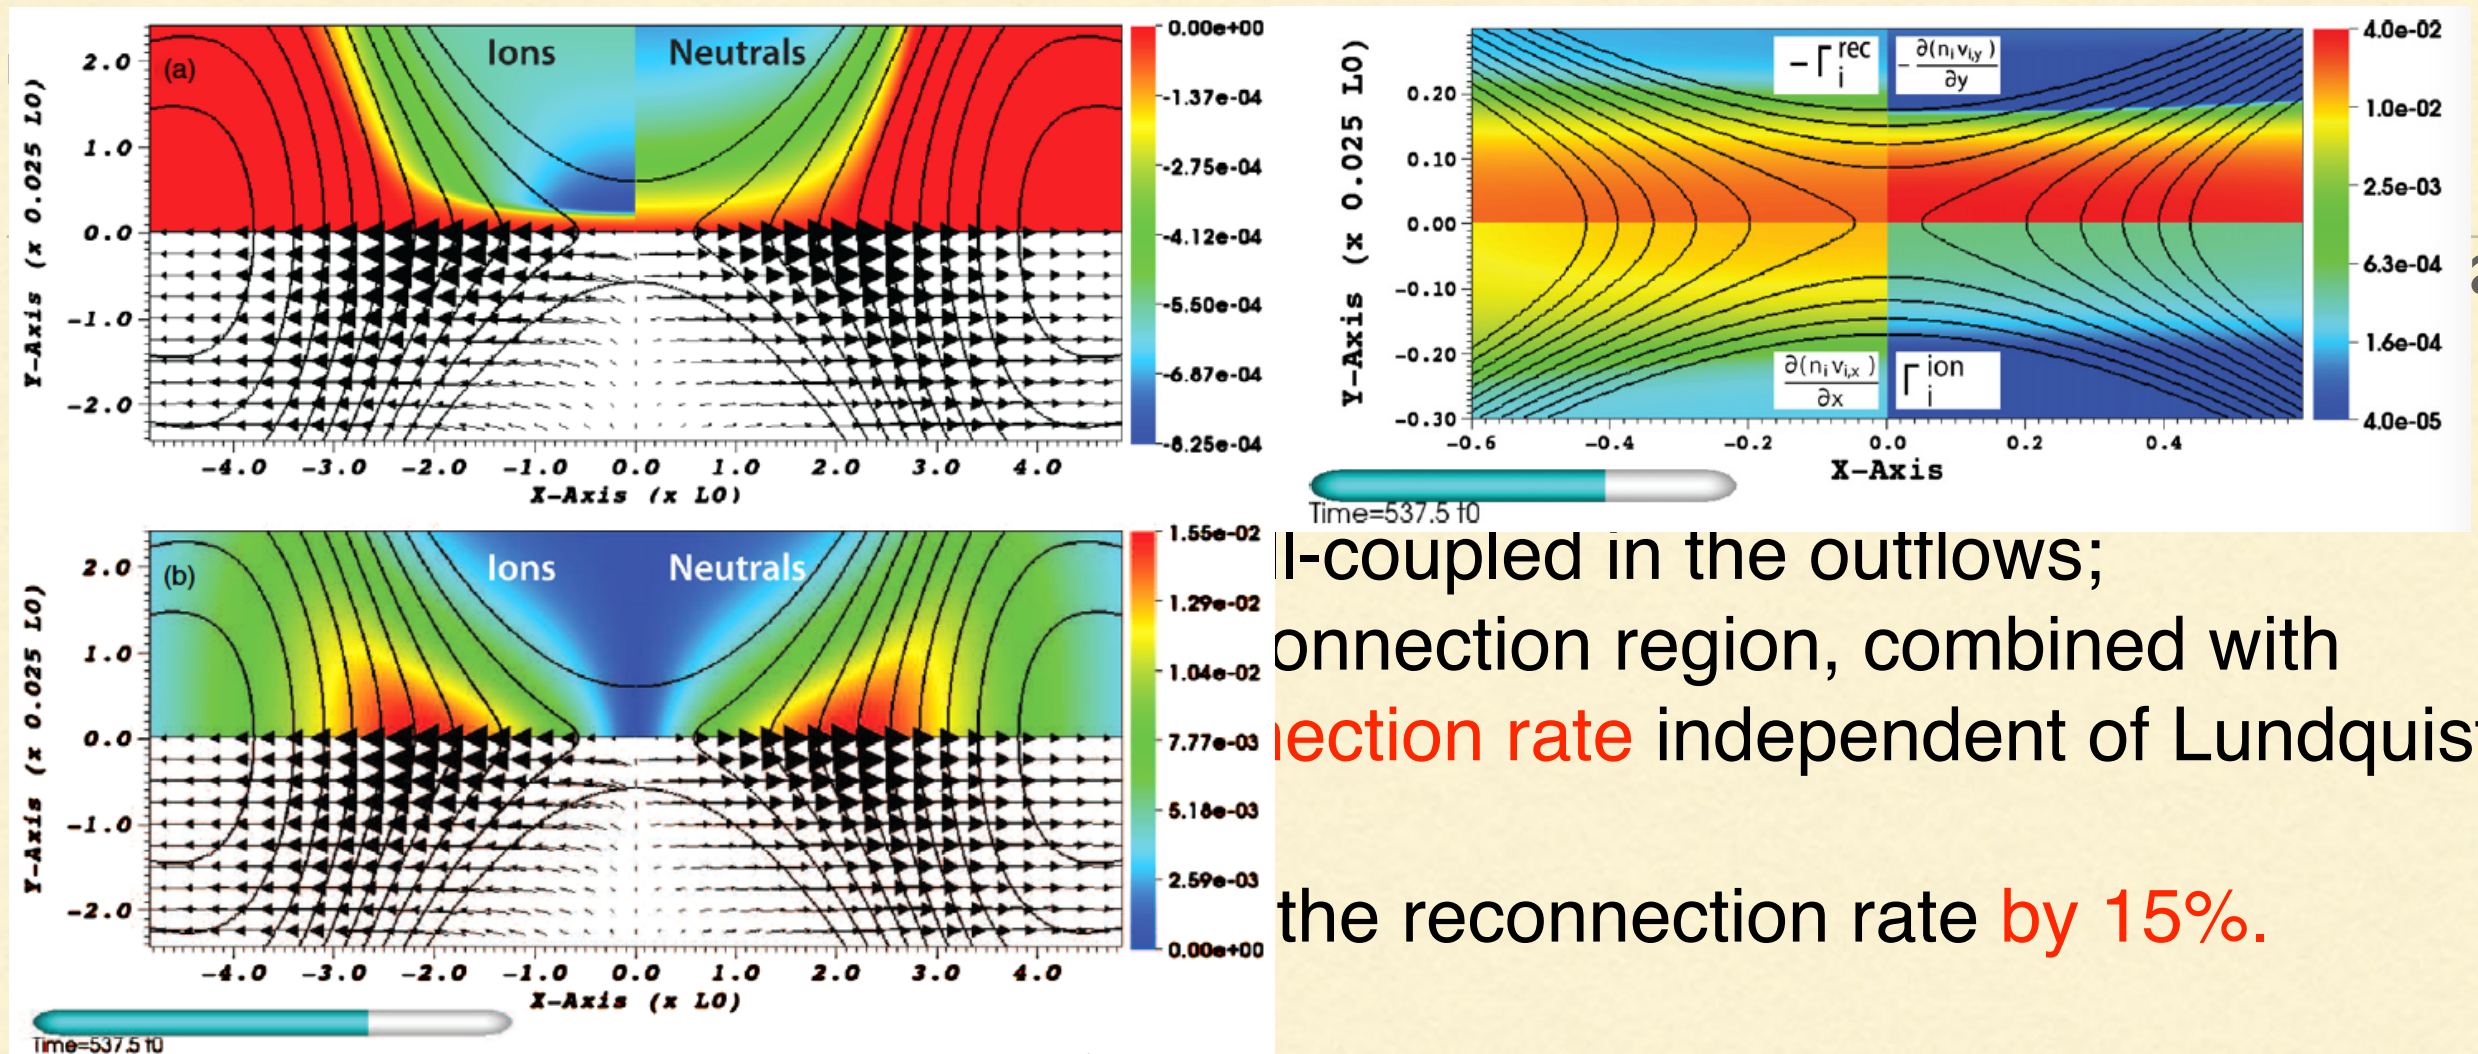 (a)
Ions Neutrals
Y-Axis (x 0.025 L0)
2.0
1.0
0.0
-1.0
-2.0
-4.0 -3.0 -2.0 -1.0 0.0 1.0 2.0 3.0 4.0
X-Axis (x L0)
0.00e+00
-1.37e-04
-2.75e-04
-4.12e-04
-5.50e-04
-6.87e-04
-8.25e-04
(b)
Ions Neutrals
Y-Axis (x 0.025 L0)
2.0
1.0
0.0
-1.0
-2.0
-4.0 -3.0 -2.0 -1.0 0.0 1.0 2.0 3.0 4.0
X-Axis (x L0)
1.55e-02
1.29e-02
1.04e-02
7.77e-03
5.18e-03
2.59e-03
0.00e+00
Time=537.5 t0
−Γ_i^rec
−∂(n_i v_i,y)/∂y
∂(n_i v_i,x)/∂x
Γ_i^ion
Y-Axis (x 0.025 L0)
0.20
0.10
0.00
-0.10
-0.20
-0.30
-0.6 -0.4 -0.2 0.0 0.2 0.4
X-Axis
4.0e-02
1.0e-02
2.5e-03
6.3e-04
1.6e-04
4.0e-05
Time=537.5 t0
ll-coupled in the outflows;
onnection region, combined with
nection rate independent of Lundquist
the reconnection rate by 15%.